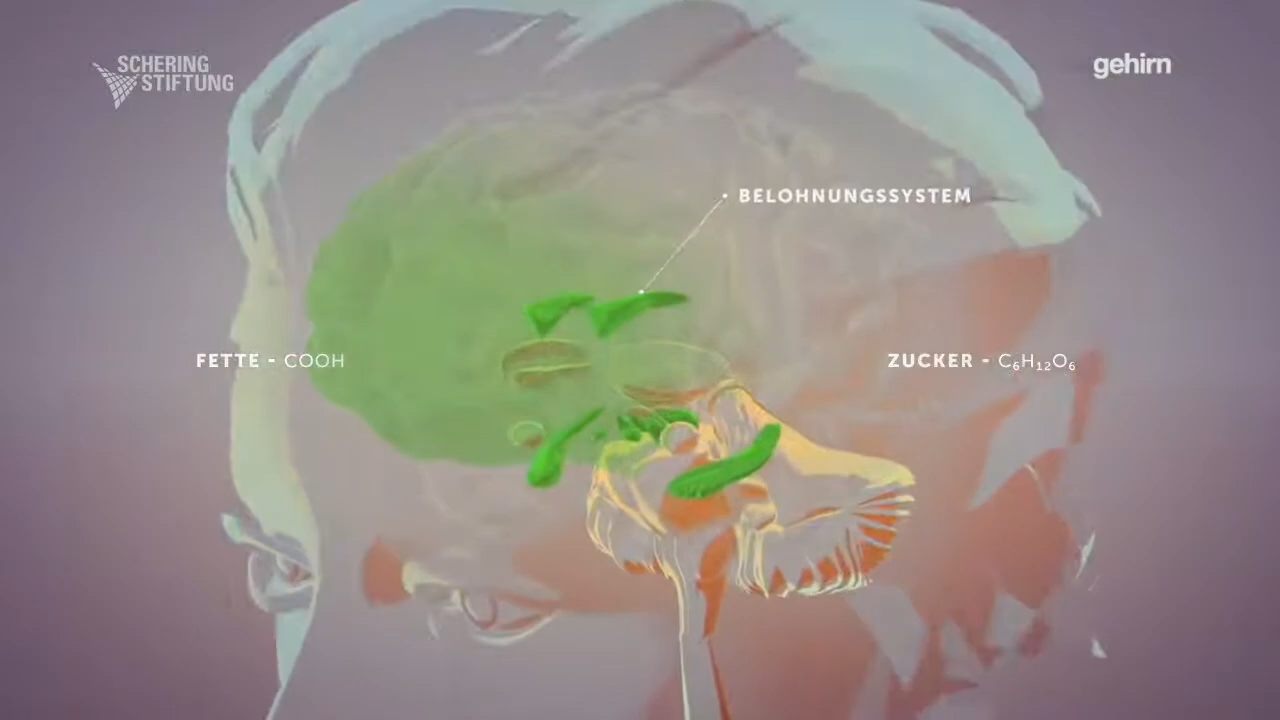 SCHERING
STIFTUNG
gehirn
BELOHNUNGSSYSTEM
FETTE - COOH
ZUCKER - C₆H₁₂O₆